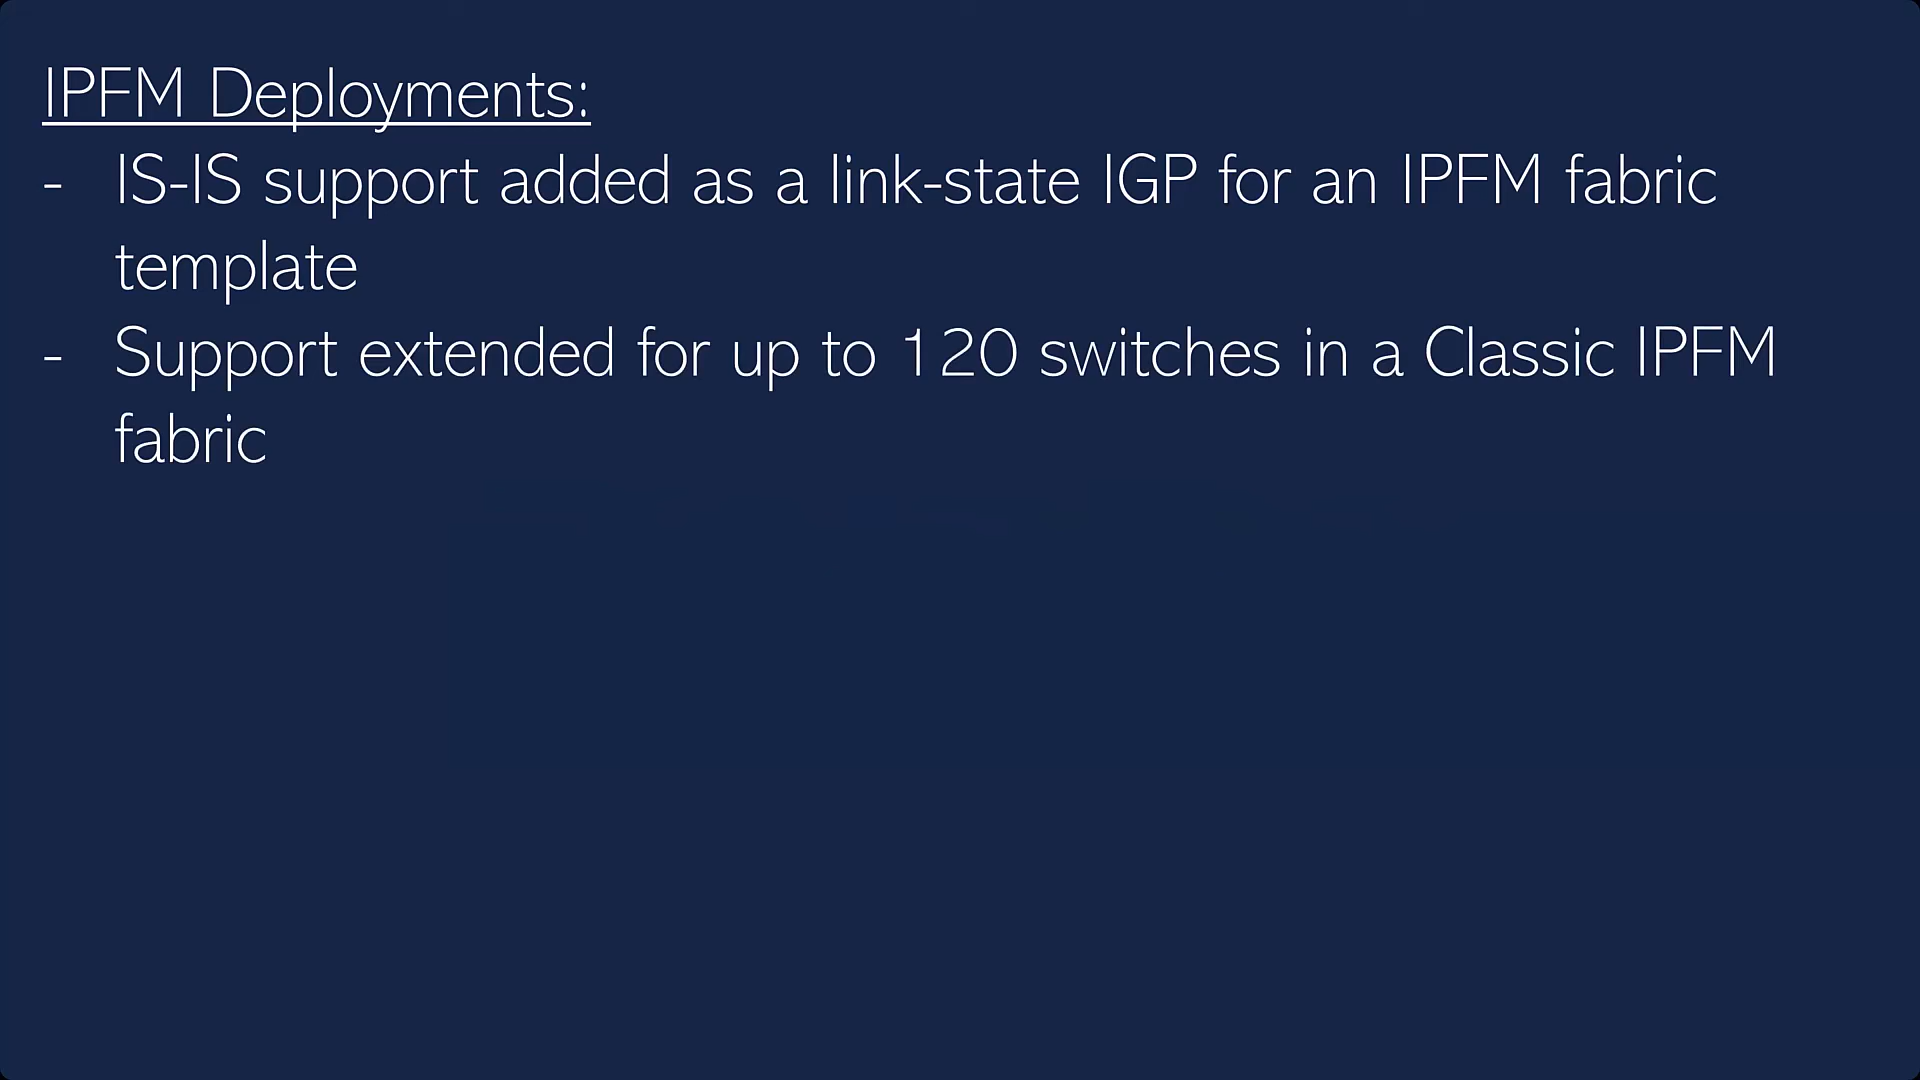 IPFM Deployments:
- IS-IS support added as a link-state IGP for an IPFM fabric
template
- Support extended for up to 120 switches in a Classic IPFM
fabric